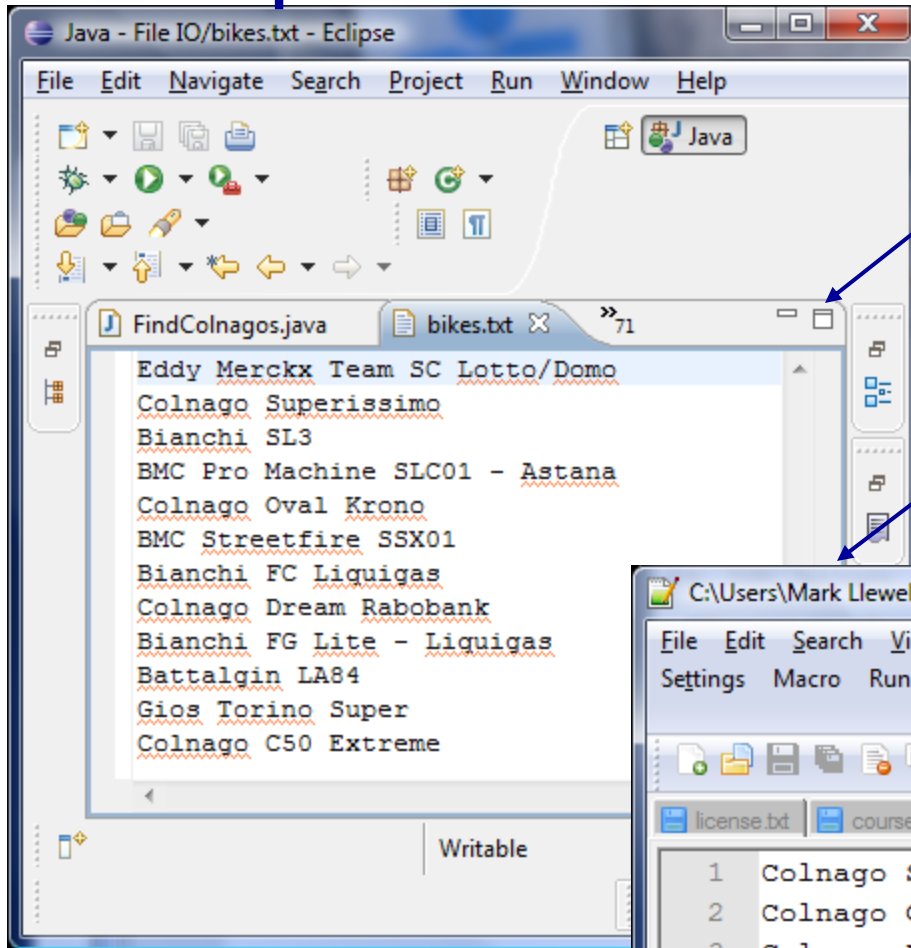 Java - File IO/bikes.txt - Eclipse
File Edit Navigate Search Project Run Window Help
Java
FindColnagos.java bikes.txt »71
Eddy Merckx Team SC Lotto/Domo
Colnago Superissimo
Bianchi SL3
BMC Pro Machine SLC01 - Astana
Colnago Oval Krono
BMC Streetfire SSX01
Bianchi FC Liquigas
Colnago Dream Rabobank
Bianchi FG Lite - Liquigas
Battalgin LA84
Gios Torino Super
Colnago C50 Extreme
Writable
C:\Users\Mark Llewel
File Edit Search Vi
Settings Macro Run
license.txt course
1 Colnago S
2 Colnago